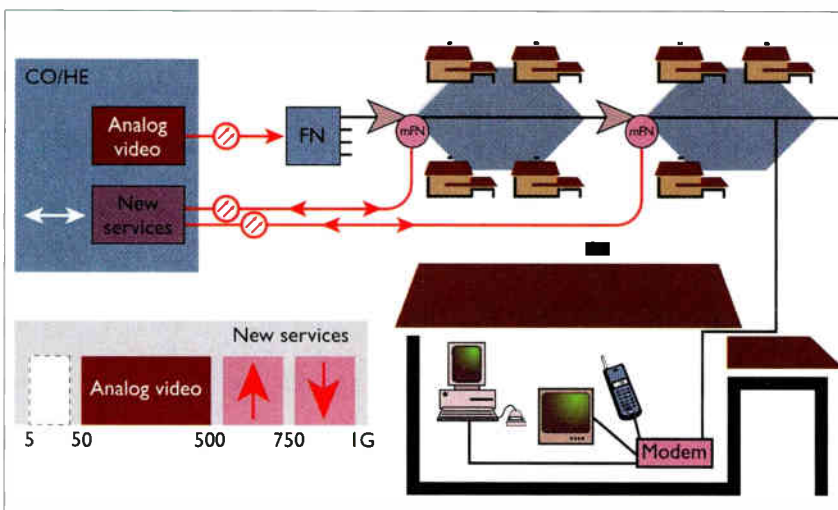 CO/HE
Analog
video
FN
mFN
mFN
New
services
New services
Analog video
5 50 500 750 1G
Modem